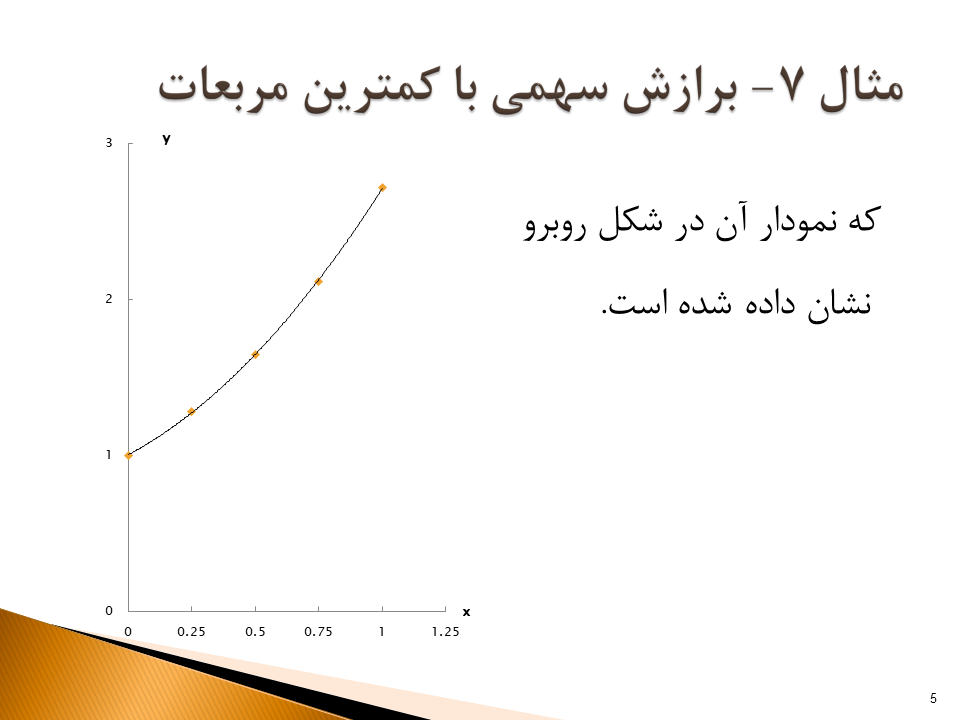 مثال ۷- برازش سهمی با کمترین مربعات
که نمودار آن در شکل روبرو
نشان داده شده است.
y
3
2
1
0
0 0.25 0.5 0.75 1 1.25
x
5